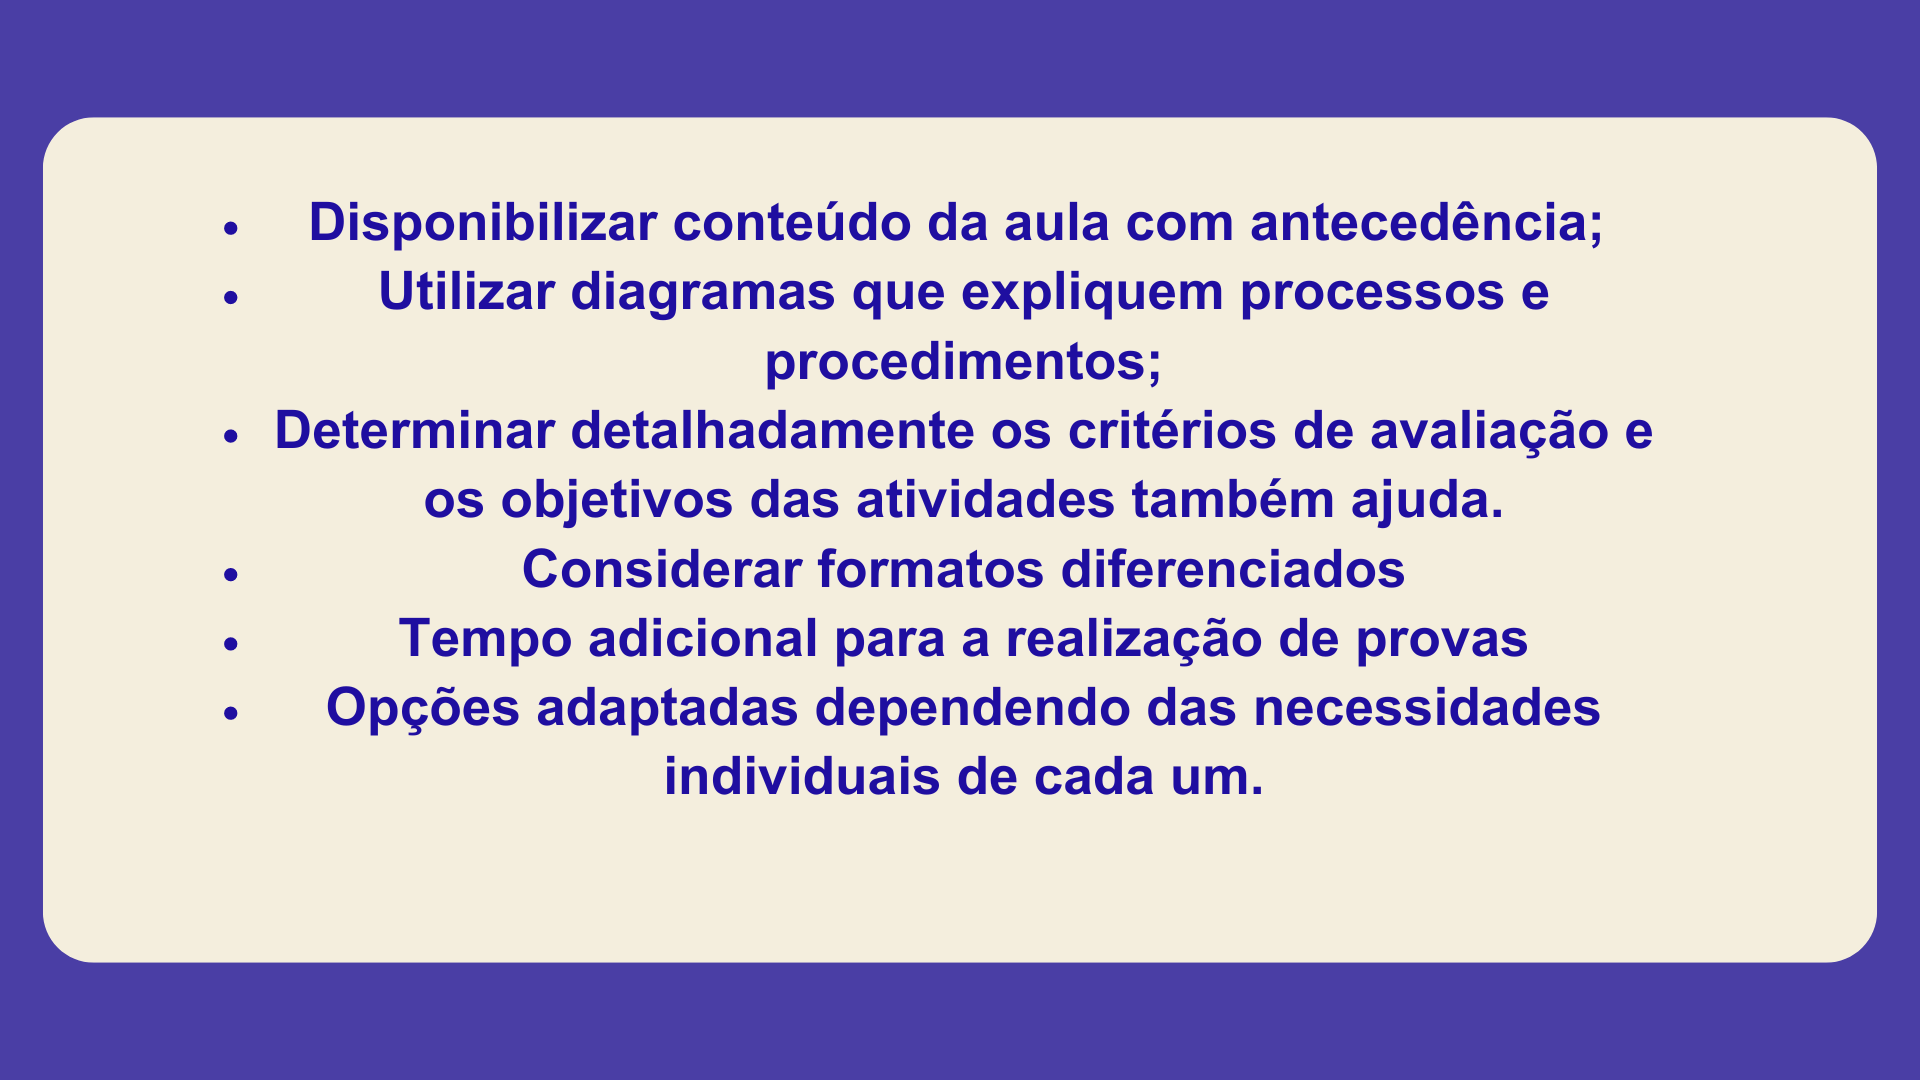 • Disponibilizar conteúdo da aula com antecedência;
• Utilizar diagramas que expliquem processos e
procedimentos;
• Determinar detalhadamente os critérios de avaliação e
os objetivos das atividades também ajuda.
• Considerar formatos diferenciados
• Tempo adicional para a realização de provas
• Opções adaptadas dependendo das necessidades
individuais de cada um.